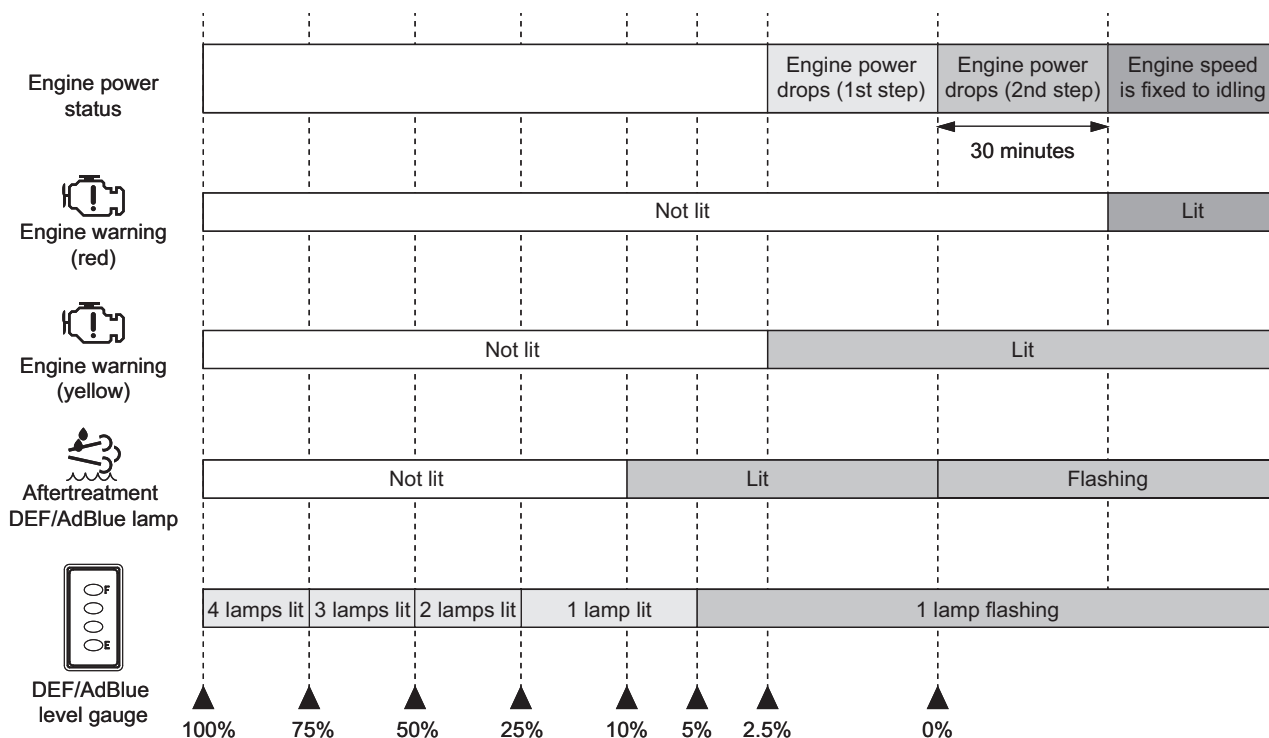 Engine power
status
Engine power
drops (1st step)
Engine power
drops (2nd step)
Engine speed
is fixed to idling
30 minutes
Engine warning
(red)
Not lit
Lit
Engine warning
(yellow)
Not lit
Lit
Aftertreatment
DEF/AdBlue lamp
Not lit
Lit
Flashing
F
E
DEF/AdBlue
level gauge
4 lamps lit
3 lamps lit
2 lamps lit
1 lamp lit
1 lamp flashing
100%
75%
50%
25%
10%
5%
2.5%
0%